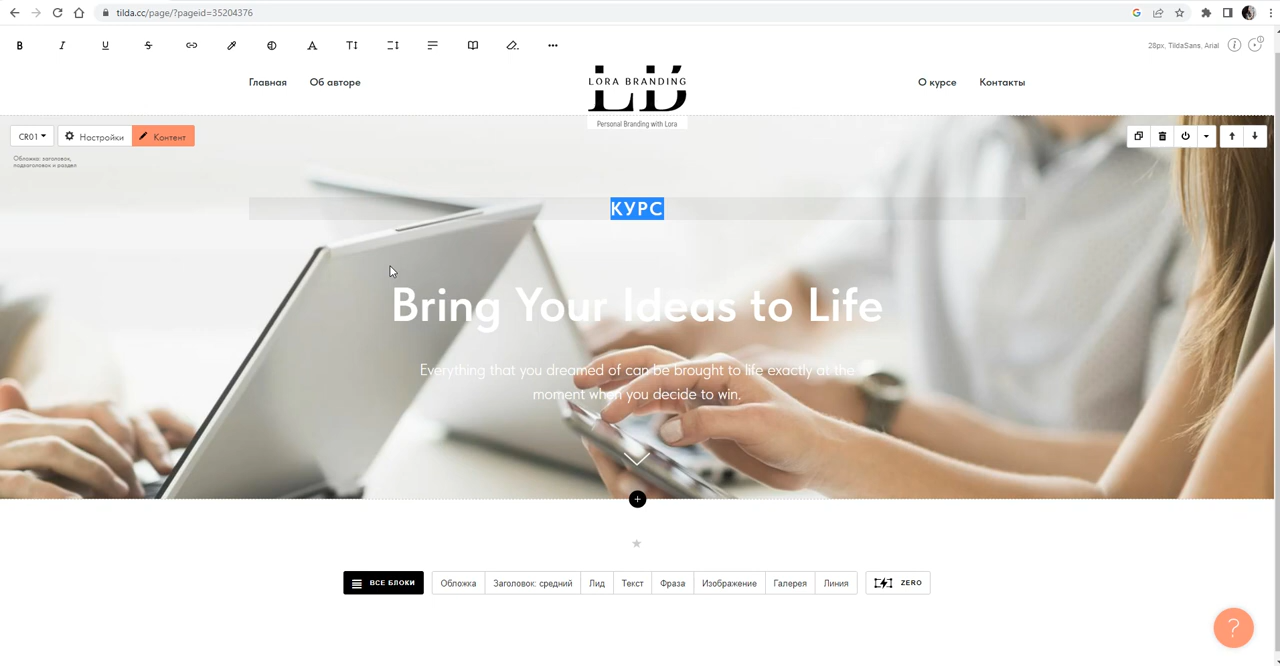 tilda.cc/page/?pageid=35204376
B I U S A T 28px, TildaSans, Arial
Главная Об авторе LORA BRANDING О курсе Контакты
LB
Personal Branding with Lora
CR01 Настройки Контент
Обложка: заголовок,
подзаголовок и раздел
КУРС
Bring Your Ideas to Life
Everything that you dreamed of can be brought to life exactly at the
moment when you decide to win.
+
ВСЕ БЛОКИ Обложка Заголовок: средний Лид Текст Фраза Изображение Галерея Линия ZERO
?